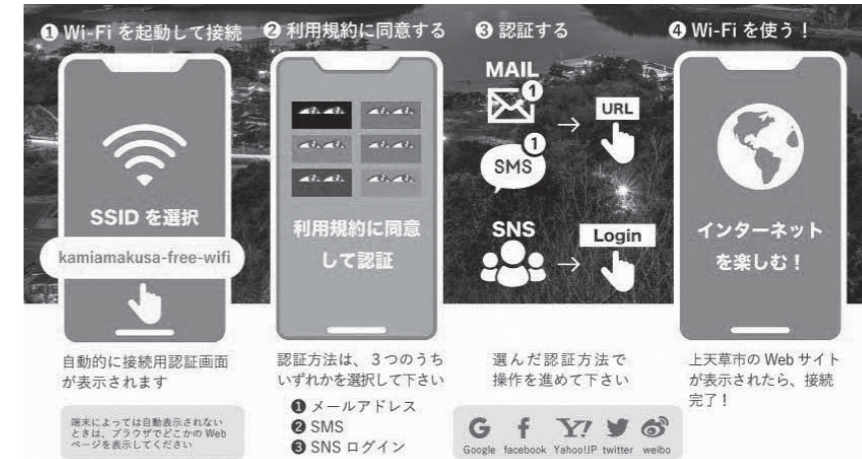 ❶ Wi-Fi を起動して接続
SSID を選択
kamiamakusa-free-wifi
自動的に接続用認証画面
が表示されます
端末によっては自動表示されない
ときは、ブラウザでどこかの Web
ページを表示してください
❷ 利用規約に同意する
利用規約に同意
して認証
認証方法は、3つのうち
いずれかを選択して下さい
❶ メールアドレス
❷ SMS
❸ SNS ログイン
❸ 認証する
MAIL
1
→ URL
1
SMS
SNS
→ Login
選んだ認証方法で
操作を進めて下さい
G f Y! 
Google facebook Yahoo!JP twitter weibo
❹ Wi-Fi を使う！
インターネット
を楽しむ！
上天草市の Web サイト
が表示されたら、接続
完了！